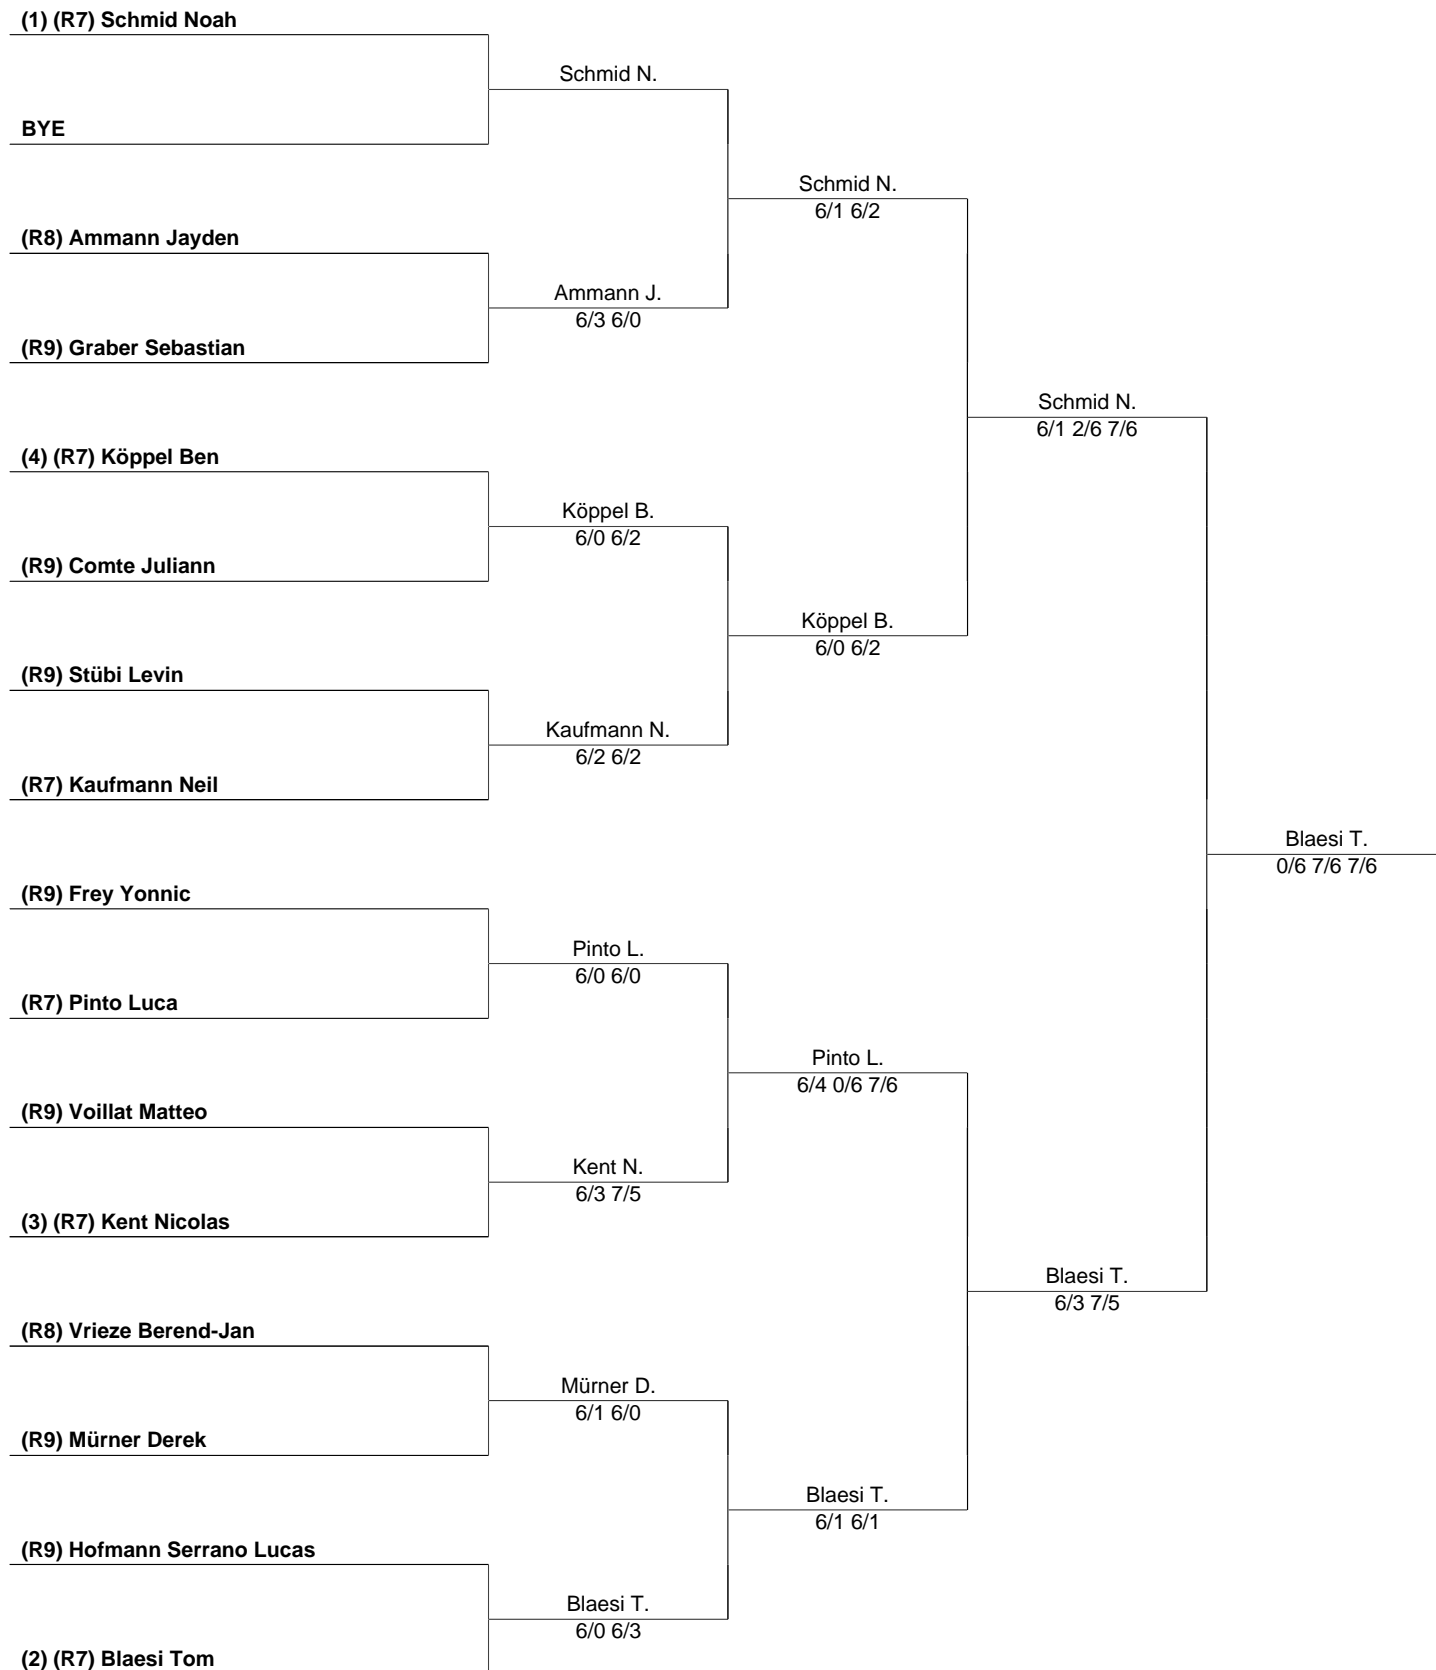 (1) (R7) Schmid Noah
Schmid N.
BYE
Schmid N.
6/1 6/2
(R8) Ammann Jayden
Ammann J.
6/3 6/0
(R9) Graber Sebastian
Schmid N.
6/1 2/6 7/6
(4) (R7) Köppel Ben
Köppel B.
6/0 6/2
(R9) Comte Juliann
Köppel B.
6/0 6/2
(R9) Stübi Levin
Kaufmann N.
6/2 6/2
(R7) Kaufmann Neil
Blaesi T.
0/6 7/6 7/6
(R9) Frey Yonnic
Pinto L.
6/0 6/0
(R7) Pinto Luca
Pinto L.
6/4 0/6 7/6
(R9) Voillat Matteo
Kent N.
6/3 7/5
(3) (R7) Kent Nicolas
Blaesi T.
6/3 7/5
(R8) Vrieze Berend-Jan
Mürner D.
6/1 6/0
(R9) Mürner Derek
Blaesi T.
6/1 6/1
(R9) Hofmann Serrano Lucas
Blaesi T.
6/0 6/3
(2) (R7) Blaesi Tom